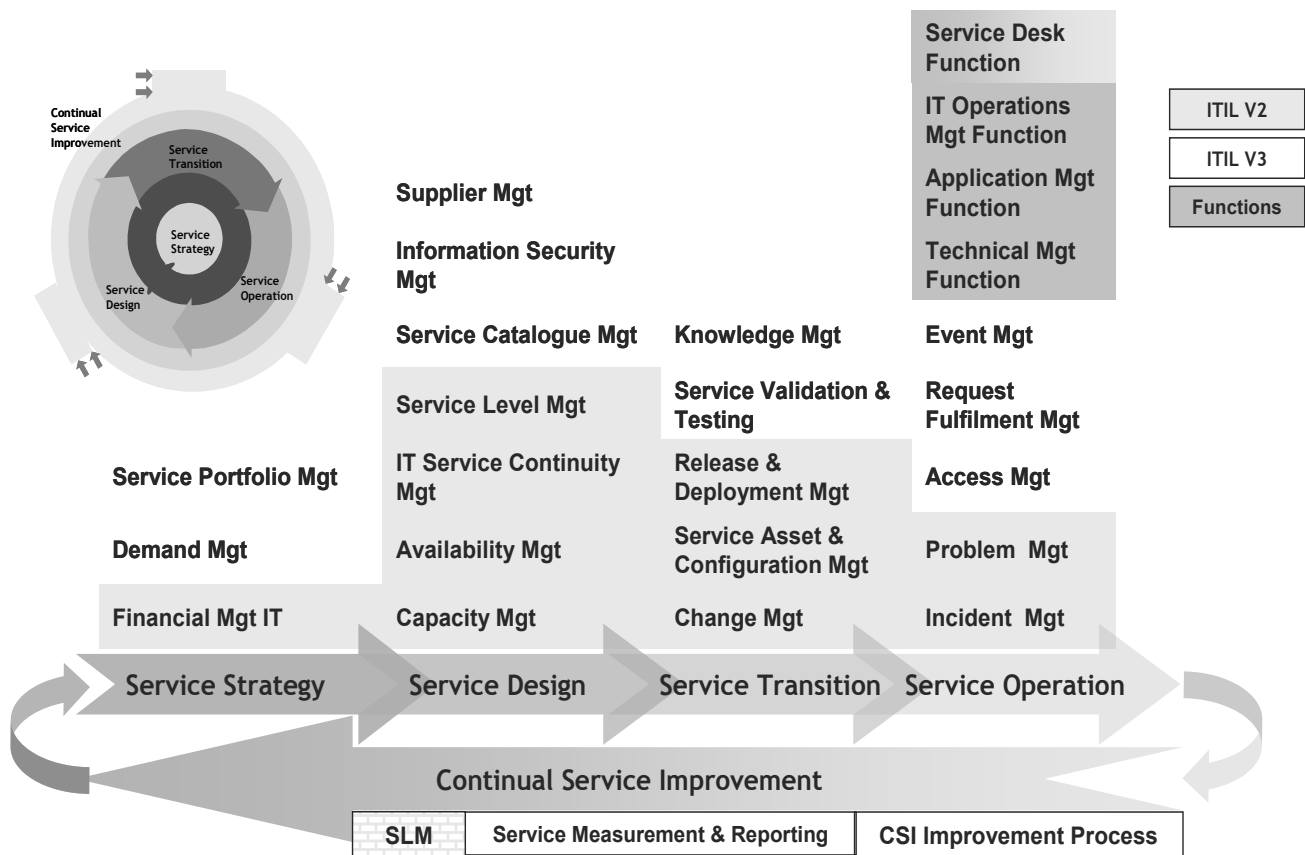 Continual
Service
Improvement
Service
Transition
Service
Strategy
Service
Design
Service
Operation
Service Desk
Function
IT Operations
Mgt Function
Application Mgt
Function
Technical Mgt
Function
ITIL V2
ITIL V3
Functions
Supplier Mgt
Information Security
Mgt
Service Catalogue Mgt
Knowledge Mgt
Event Mgt
Service Level Mgt
Service Validation &
Testing
Request
Fulfilment Mgt
Service Portfolio Mgt
IT Service Continuity
Mgt
Release &
Deployment Mgt
Access Mgt
Demand Mgt
Availability Mgt
Service Asset &
Configuration Mgt
Problem Mgt
Financial Mgt IT
Capacity Mgt
Change Mgt
Incident Mgt
Service Strategy
Service Design
Service Transition
Service Operation
Continual Service Improvement
SLM
Service Measurement & Reporting
CSI Improvement Process